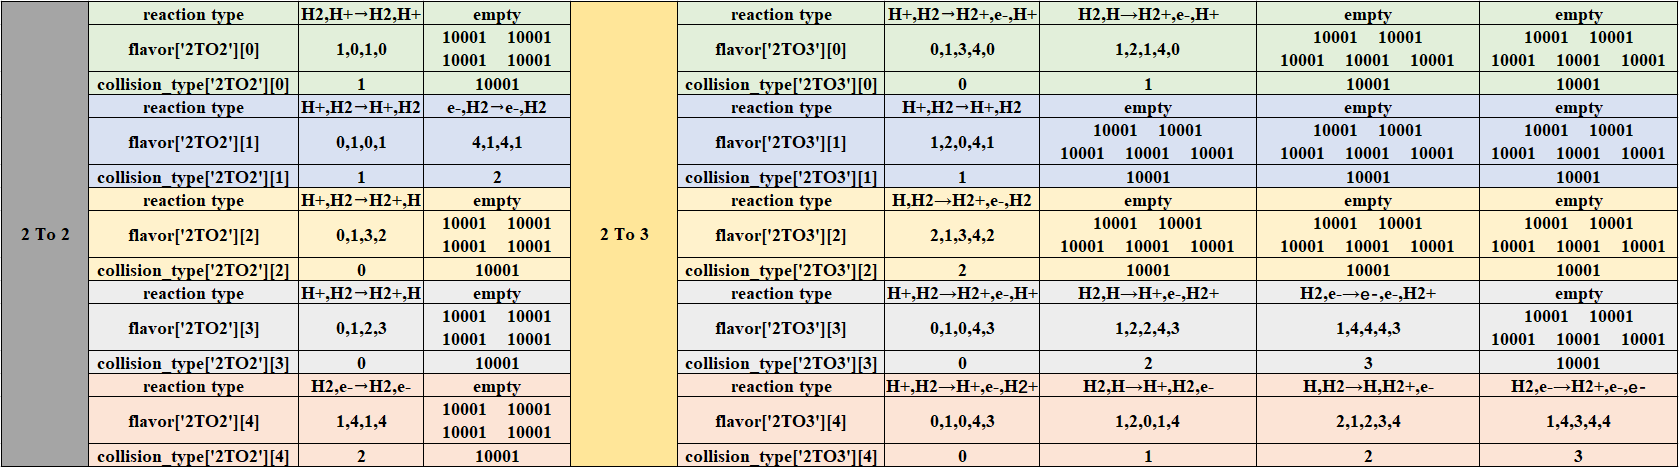 2 To 2
reaction type H2,H+→H2,H+ empty
flavor['2TO2'][0] 1,0,1,0 10001 10001
10001 10001
collision_type['2TO2'][0] 1 10001
reaction type H+,H2→H+,H2 e-,H2→e-,H2
flavor['2TO2'][1] 0,1,0,1 4,1,4,1
collision_type['2TO2'][1] 1 2
reaction type H+,H2→H2+,H empty
flavor['2TO2'][2] 0,1,3,2 10001 10001
10001 10001
collision_type['2TO2'][2] 0 10001
reaction type H+,H2→H2+,H empty
flavor['2TO2'][3] 0,1,2,3 10001 10001
10001 10001
collision_type['2TO2'][3] 0 10001
reaction type H2,e-→H2,e- empty
flavor['2TO2'][4] 1,4,1,4 10001 10001
10001 10001
collision_type['2TO2'][4] 2 10001
2 To 3
reaction type H+,H2→H2+,e-,H+ H2,H→H2+,e-,H+ empty empty
flavor['2TO3'][0] 0,1,3,4,0 1,2,1,4,0 10001 10001 10001 10001
10001 10001 10001 10001 10001 10001
collision_type['2TO3'][0] 0 1 10001 10001
reaction type H+,H2→H+,H2 empty empty empty
flavor['2TO3'][1] 1,2,0,4,1 10001 10001 10001 10001 10001 10001
10001 10001 10001 10001 10001 10001 10001 10001 10001
collision_type['2TO3'][1] 1 10001 10001 10001
reaction type H,H2→H2+,e-,H2 empty empty empty
flavor['2TO3'][2] 2,1,3,4,2 10001 10001 10001 10001 10001 10001
10001 10001 10001 10001 10001 10001 10001 10001 10001
collision_type['2TO3'][2] 2 10001 10001 10001
reaction type H+,H2→H2+,e-,H+ H2,H→H+,e-,H2+ H2,e-→e-,e-,H2+ empty
flavor['2TO3'][3] 0,1,0,4,3 1,2,2,4,3 1,4,4,4,3 10001 10001
10001 10001 10001
collision_type['2TO3'][3] 0 2 3 10001
reaction type H+,H2→H+,e-,H2+ H2,H→H+,H2,e- H,H2→H,H2+,e- H2,e-→H2+,e-,e-
flavor['2TO3'][4] 0,1,0,4,3 1,2,0,1,4 2,1,2,3,4 1,4,3,4,4
collision_type['2TO3'][4] 0 1 2 3